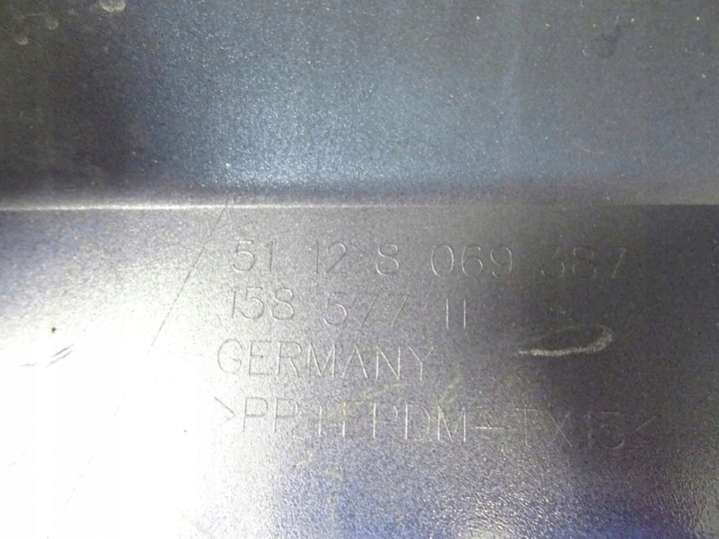 51 12 8 069 387
158 577 11
GERMANY
>PP+EPDM-TX15<